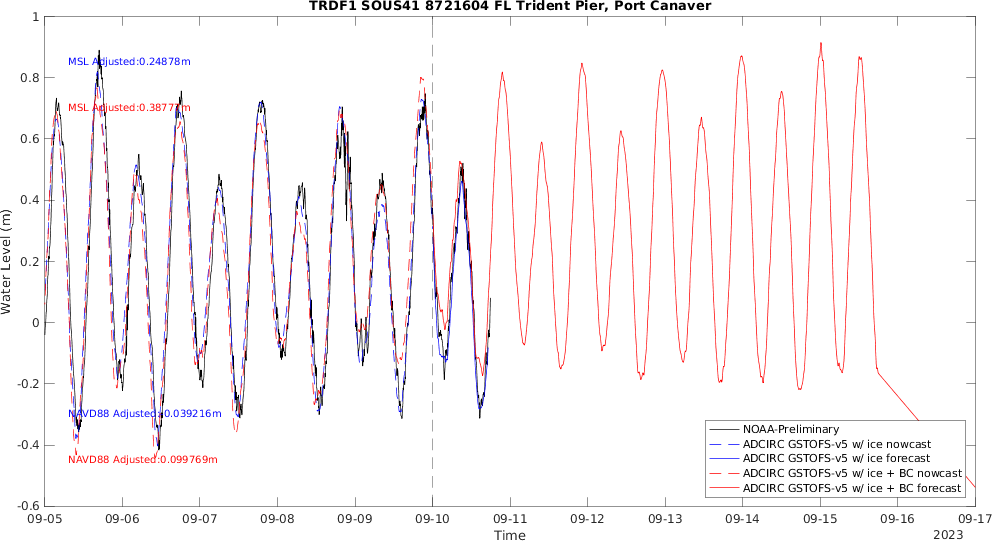 TRDF1 SOUS41 8721604 FL Trident Pier, Port Canaver
Water Level (m)
1
0.8
0.6
0.4
0.2
0
-0.2
-0.4
-0.6
MSL Adjusted:0.24878m
MSL Adjusted:0.38777m
NAVD88 Adjusted:-0.039216m
NAVD88 Adjusted:0.099769m
NOAA-Preliminary
ADCIRC GSTOFS-v5 w/ ice nowcast
ADCIRC GSTOFS-v5 w/ ice forecast
ADCIRC GSTOFS-v5 w/ ice + BC nowcast
ADCIRC GSTOFS-v5 w/ ice + BC forecast
09-05 09-06 09-07 09-08 09-09 09-10 09-11 09-12 09-13 09-14 09-15 09-16 09-17
Time
2023